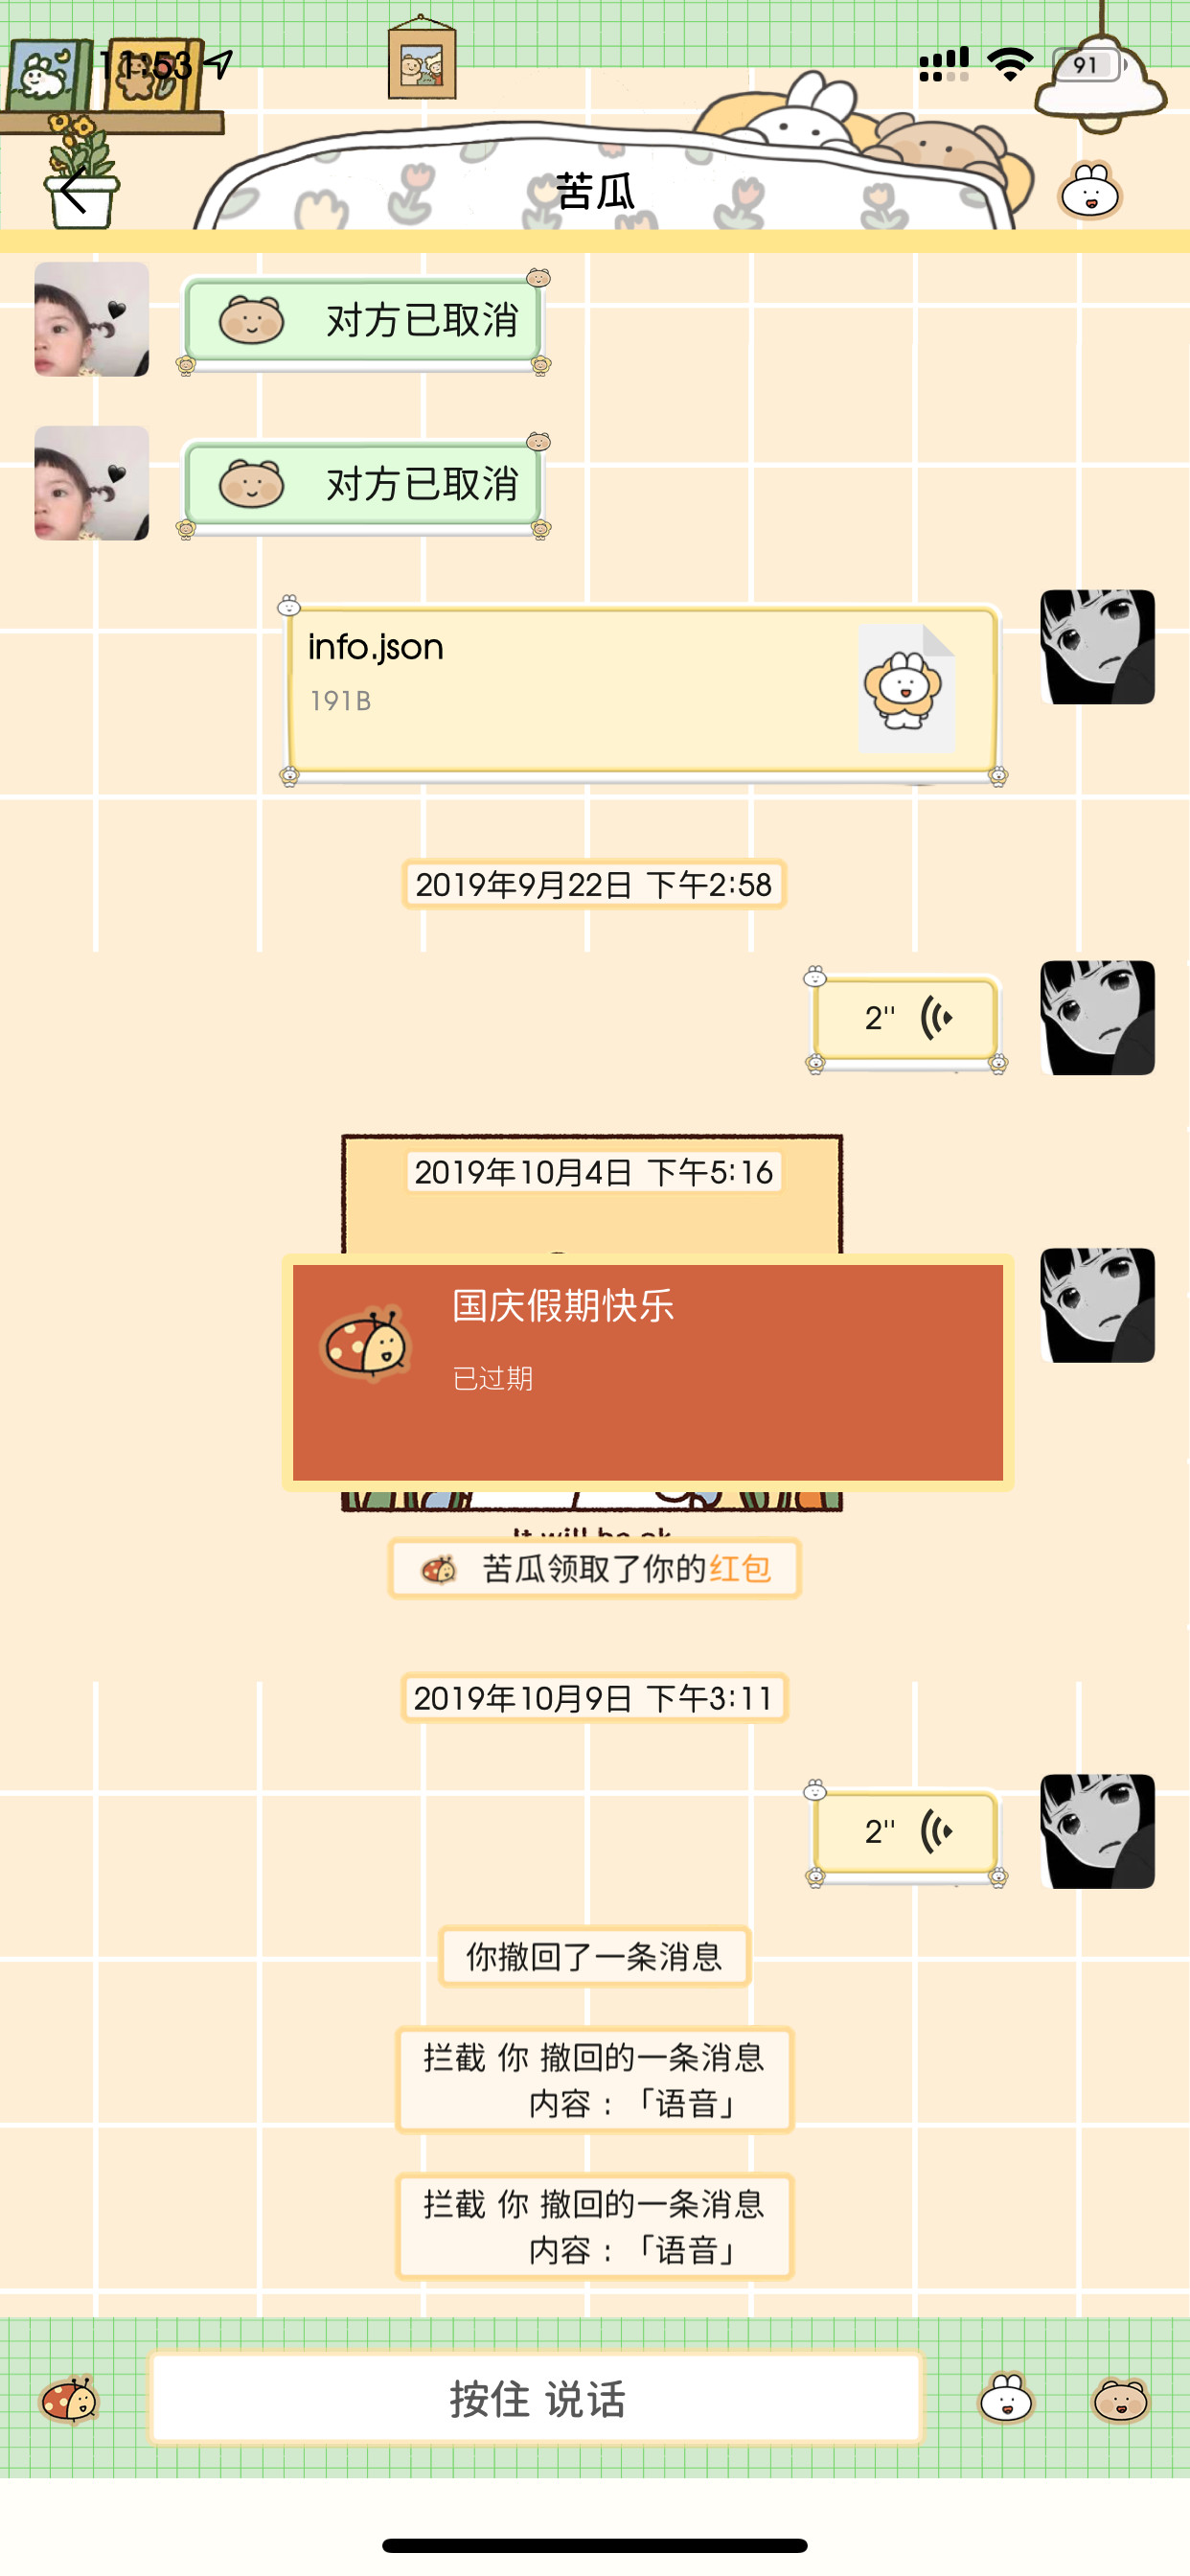 11:53
91
苦瓜
对方已取消
对方已取消
info.json
191B
2019年9月22日 下午2:58
2"
2019年10月4日 下午5:16
国庆假期快乐
已过期
It will be ok
苦瓜领取了你的红包
2019年10月9日 下午3:11
2"
你撤回了一条消息
拦截 你 撤回的一条消息
内容 : 「语音」
拦截 你 撤回的一条消息
内容 : 「语音」
按住 说话